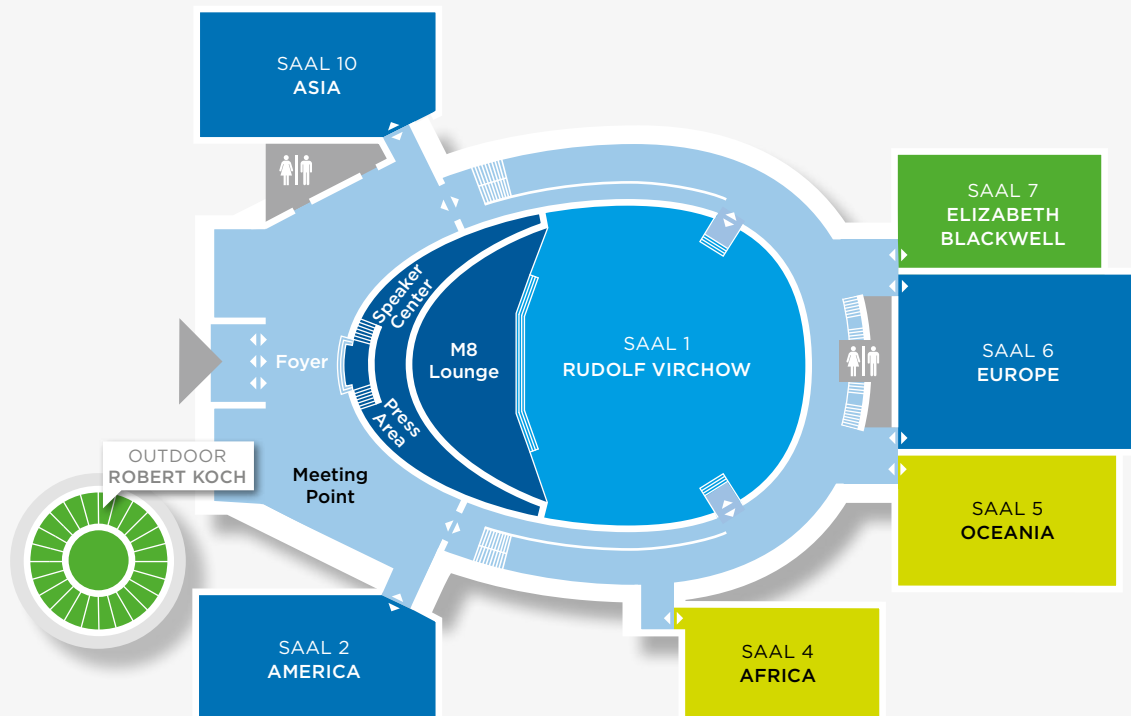 SAAL 10
ASIA
SAAL 7
ELIZABETH
BLACKWELL
Speaker
Center
Foyer
M8
Lounge
SAAL 1
RUDOLF VIRCHOW
SAAL 6
EUROPE
Press
Area
OUTDOOR
ROBERT KOCH
Meeting
Point
SAAL 5
OCEANIA
SAAL 2
AMERICA
SAAL 4
AFRICA